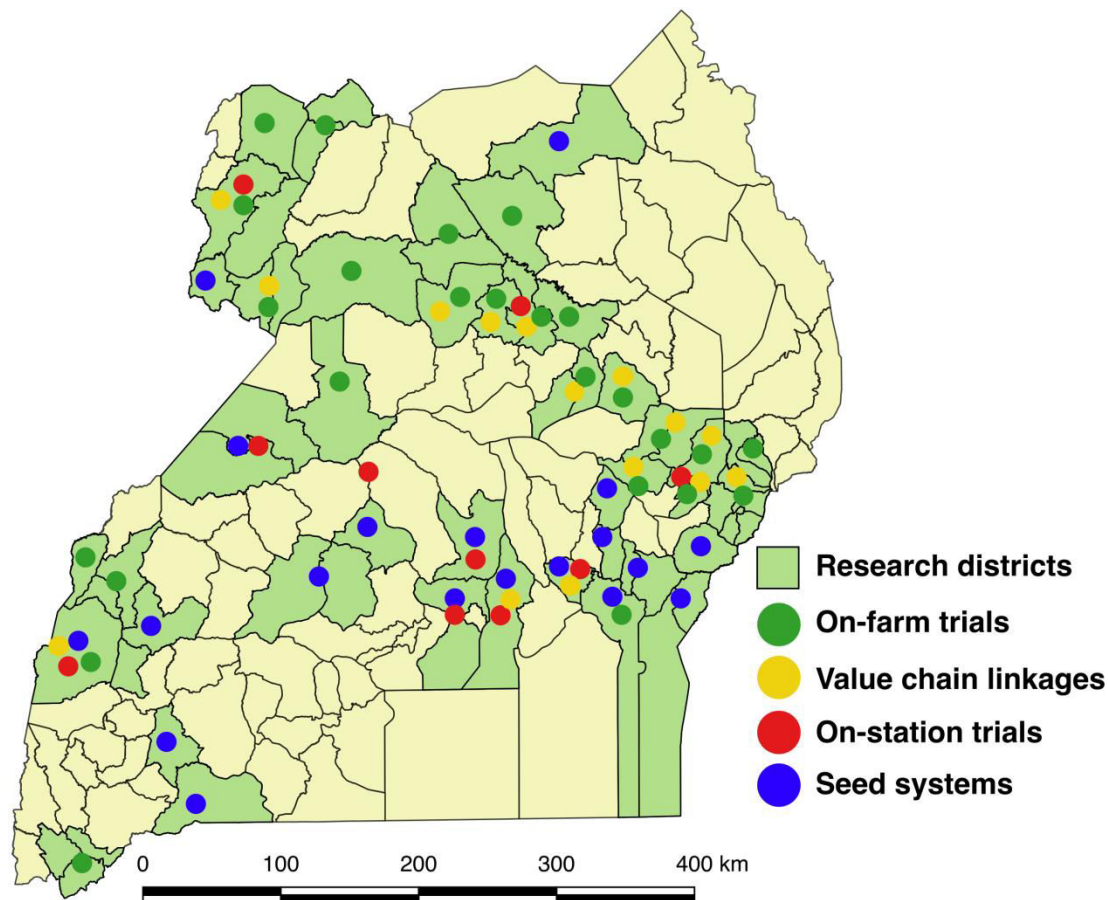 Research districts
On-farm trials
Value chain linkages
On-station trials
Seed systems
0 100 200 300 400 km